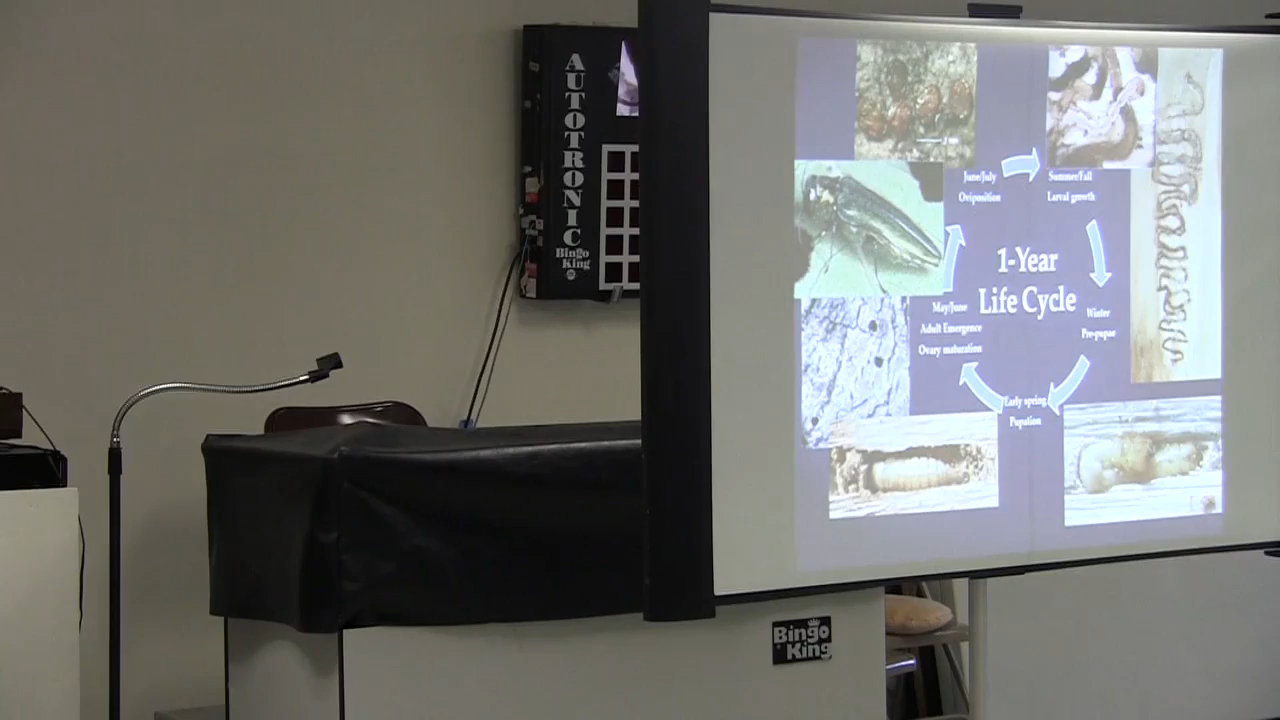 AUTOTRONIC
Bingo
King
June/July
Oviposition
Summer/Fall
Larval growth
1-Year
Life Cycle
May/June
Adult Emergence
Ovary maturation
Winter
Pre-pupae
Early spring
Pupation
Bingo
King